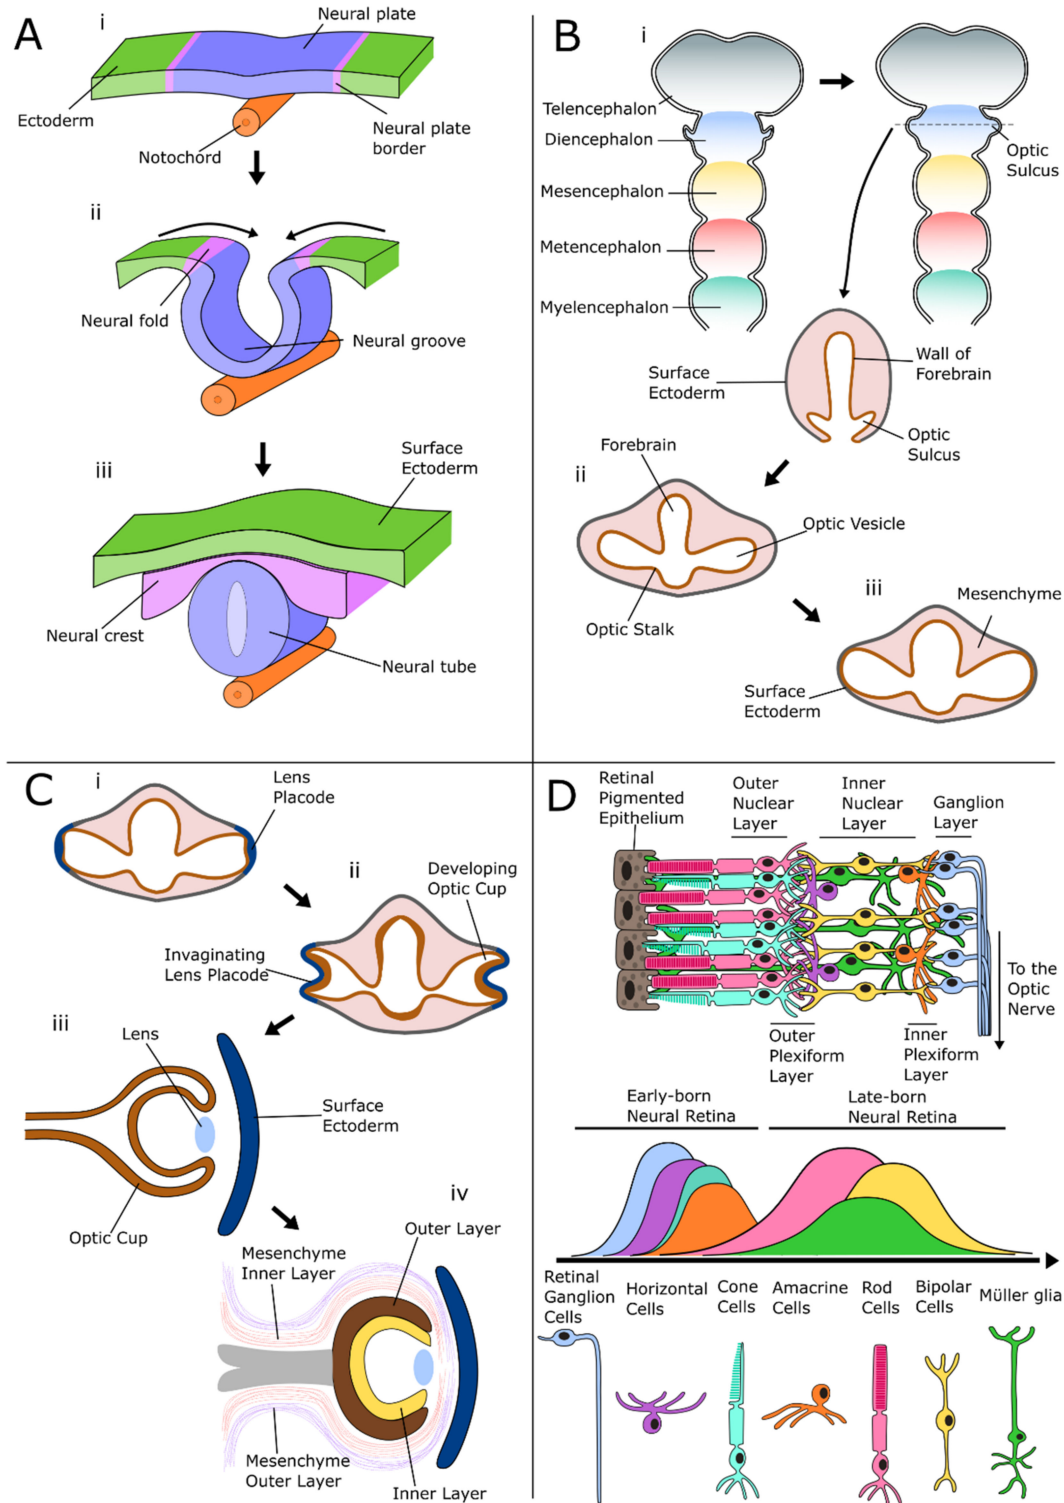 A
i
Neural plate
Ectoderm
Notochord
Neural plate
border
ii
Neural fold
Neural groove
iii
Surface
Ectoderm
Neural crest
Neural tube
B
i
Telencephalon
Diencephalon
Mesencephalon
Metencephalon
Myelencephalon
Optic
Sulcus
Wall of
Forebrain
Surface
Ectoderm
Optic
Sulcus
ii
Forebrain
Optic Vesicle
Optic Stalk
iii
Mesenchyme
Surface
Ectoderm
C
i
Lens
Placode
ii
Developing
Optic Cup
Invaginating
Lens Placode
iii
Lens
Surface
Ectoderm
Optic Cup
iv
Outer Layer
Mesenchyme
Inner Layer
Mesenchyme
Outer Layer
Inner Layer
D
Retinal
Pigmented
Epithelium
Outer
Nuclear
Layer
Inner
Nuclear
Layer
Ganglion
Layer
To the
Optic
Nerve
Outer
Plexiform
Layer
Inner
Plexiform
Layer
Early-born
Neural Retina
Late-born
Neural Retina
Retinal
Ganglion
Cells
Horizontal
Cells
Cone
Cells
Amacrine
Cells
Rod
Cells
Bipolar
Cells
Müller glia